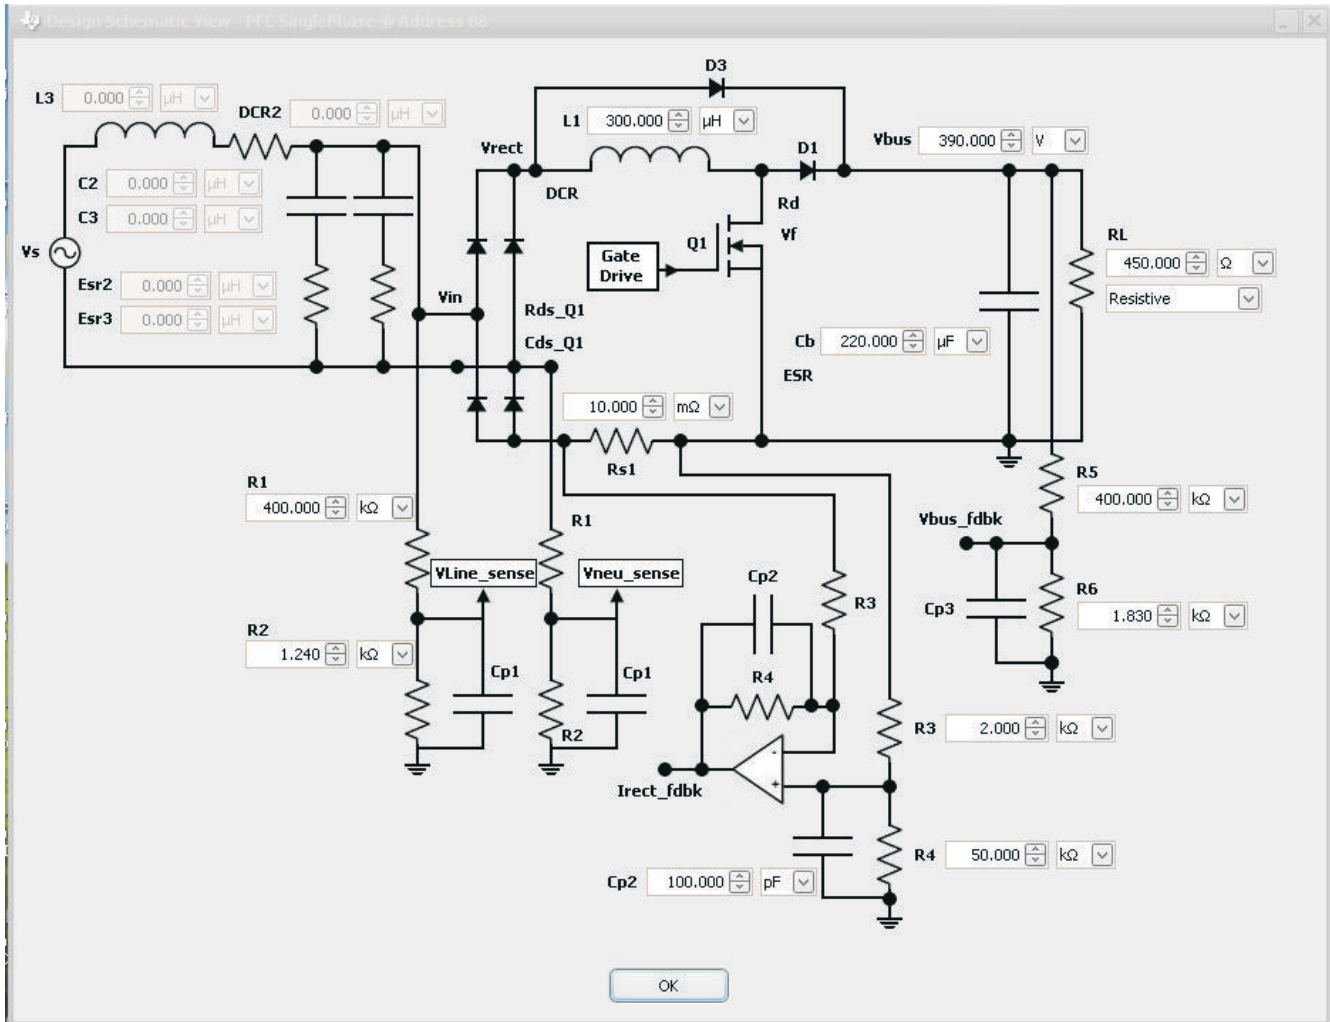 Design Schematic View - PFC SinglePhase @ Address 88
D3
L3 0.000 µH
DCR2 0.000 µH
L1 300.000 µH
Vbus 390.000 V
Vrect
D1
C2 0.000 µH
DCR
C3 0.000 µH
Rd
Vf
Q1
RL
Vs
Gate
Drive
450.000 Ω
Esr2 0.000 µH
Vin
Resistive
Rds_Q1
Esr3 0.000 µH
Cds_Q1
Cb 220.000 µF
ESR
10.000 mΩ
Rs1
R1
R5
400.000 kΩ
400.000 kΩ
R1
Vbus_fdbk
VLine_sense
Vneu_sense
Cp2
R3
R6
Cp3
1.830 kΩ
R2
1.240 kΩ
Cp1
Cp1
R4
R2
R3 2.000 kΩ
-
+
Irect_fdbk
R4 50.000 kΩ
Cp2 100.000 pF
OK